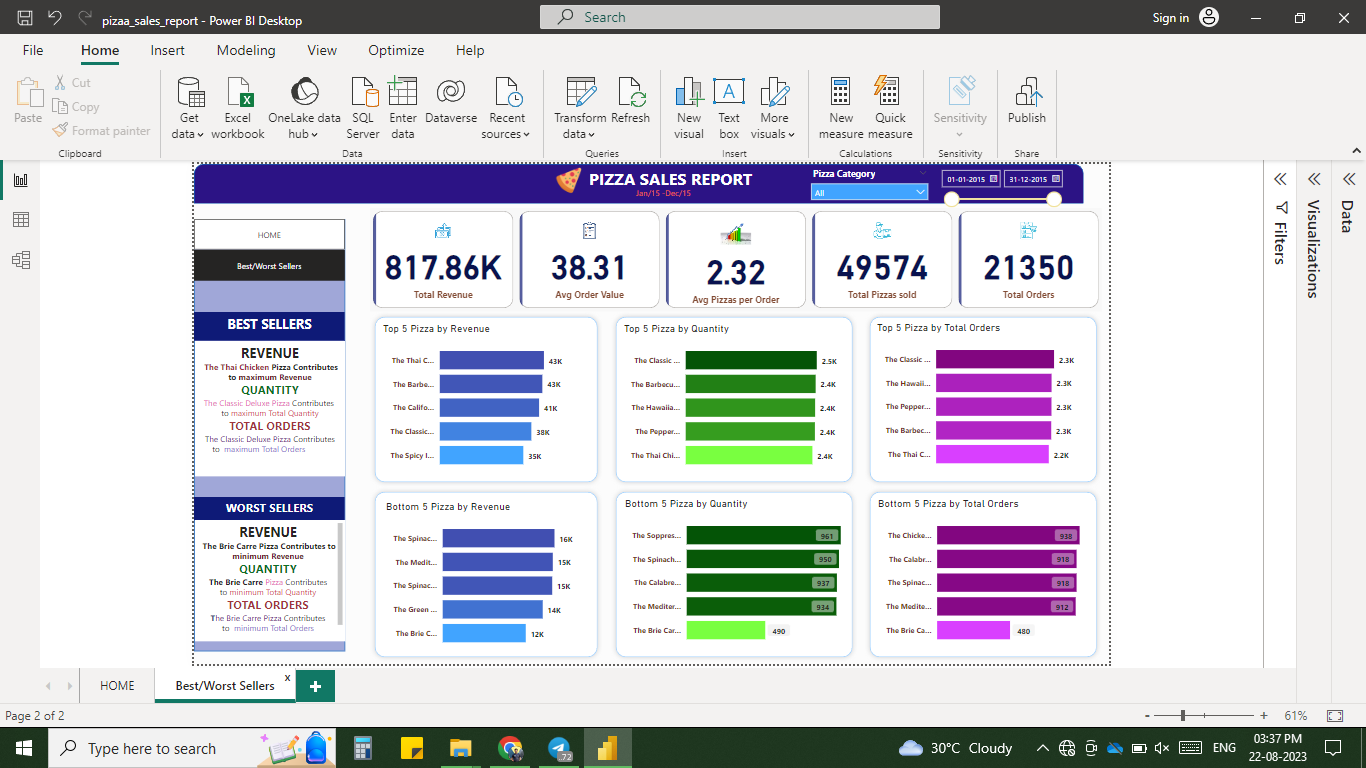 pizaa_sales_report - Power BI Desktop
Search
Sign in
File Home Insert Modeling View Optimize Help
Paste
Cut
Copy
Format painter
Clipboard
Get data
Excel workbook
OneLake data hub
SQL Server
Enter data
Dataverse
Recent sources
Data
Transform data
Refresh
Queries
New visual
Text box
More visuals
Insert
New measure
Quick measure
Calculations
Sensitivity
Sensitivity
Publish
Share
PIZZA SALES REPORT
Jan/15 -Dec/15
Pizza Category
All
01-01-2015
31-12-2015
Filters
Visualizations
Data
HOME
Best/Worst Sellers
BEST SELLERS
REVENUE
The Thai Chicken Pizza Contributes
to maximum Revenue
QUANTITY
The Classic Deluxe Pizza Contributes
to maximum Total Quantity
TOTAL ORDERS
The Classic Deluxe Pizza Contributes
to maximum Total Orders
WORST SELLERS
REVENUE
The Brie Carre Pizza Contributes to
minimum Revenue
QUANTITY
The Brie Carre Pizza Contributes
to minimum Total Quantity
TOTAL ORDERS
The Brie Carre Pizza Contributes
to minimum Total Orders
817.86K
Total Revenue
38.31
Avg Order Value
2.32
Avg Pizzas per Order
49574
Total Pizzas sold
21350
Total Orders
Top 5 Pizza by Revenue
The Thai C... 43K
The Barbe... 43K
The Califo... 41K
The Classic... 38K
The Spicy I... 35K
Top 5 Pizza by Quantity
The Classic ... 2.5K
The Barbecu... 2.4K
The Hawaiia... 2.4K
The Pepper... 2.4K
The Thai Chi... 2.4K
Top 5 Pizza by Total Orders
The Classic ... 2.3K
The Hawaii... 2.3K
The Pepper... 2.3K
The Barbec... 2.3K
The Thai C... 2.2K
Bottom 5 Pizza by Revenue
The Spinac... 16K
The Medit... 15K
The Spinac... 15K
The Green ... 14K
The Brie C... 12K
Bottom 5 Pizza by Quantity
The Soppres... 961
The Spinach... 950
The Calabre... 937
The Mediter... 934
The Brie Car... 490
Bottom 5 Pizza by Total Orders
The Chicke... 938
The Calabr... 918
The Spinac... 918
The Medite... 912
The Brie Ca... 480
HOME
Best/Worst Sellers
x
+
Page 2 of 2
- + 61%
Type here to search
72
30°C Cloudy
ENG
03:37 PM
22-08-2023